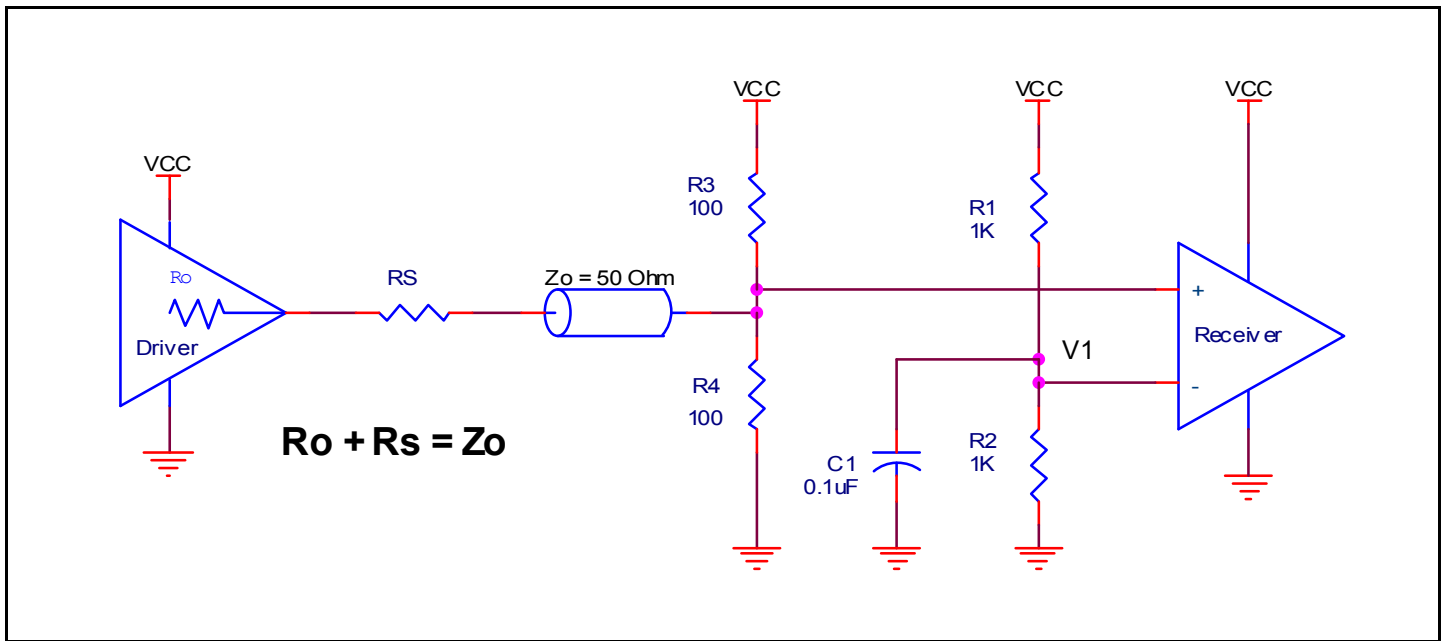 VCC
VCC
VCC
VCC
R3
100
R1
1K
Ro
RS
Zo = 50 Ohm
+
Driver
V1
Receiver
R4
100
-
Ro + Rs = Zo
R2
1K
C1
0.1uF